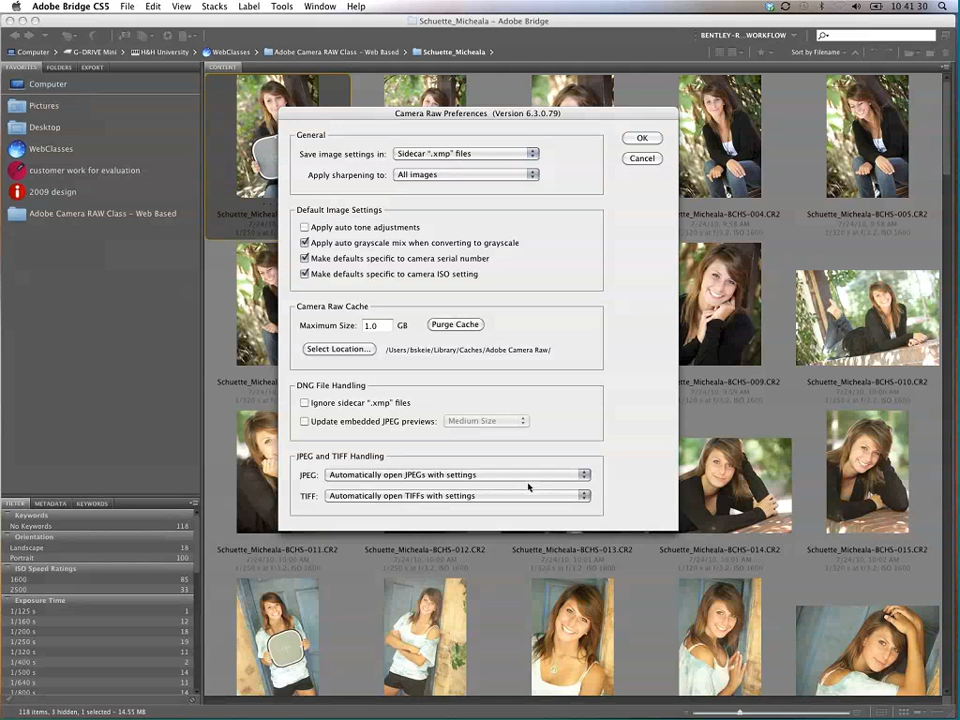 Adobe Bridge CS5 File Edit View Stacks Label Tools Window Help 10 41 30
Schuette_Micheala – Adobe Bridge
BENTLEY-R...WORKFLOW
Computer G-DRIVE Mini H&H University WebClasses Adobe Camera RAW Class - Web Based Schuette_Micheala Sort by Filename
FAVORITES FOLDERS EXPORT CONTENT
Computer
Pictures
Desktop
WebClasses
customer work for evaluation
2009 design
Adobe Camera RAW Class - Web Based
Camera Raw Preferences (Version 6.3.0.79)
General
Save image settings in: Sidecar ".xmp" files
Apply sharpening to: All images
OK
Cancel
Default Image Settings
Apply auto tone adjustments
Apply auto grayscale mix when converting to grayscale
Make defaults specific to camera serial number
Make defaults specific to camera ISO setting
Camera Raw Cache
Maximum Size: 1.0 GB Purge Cache
Select Location... /Users/bskeie/Library/Caches/Adobe Camera Raw/
DNG File Handling
Ignore sidecar ".xmp" files
Update embedded JPEG previews: Medium Size
JPEG and TIFF Handling
JPEG: Automatically open JPEGs with settings
TIFF: Automatically open TIFFs with settings
Schuette_Micheala-BCHS-004.CR2 Schuette_Micheala-BCHS-005.CR2
Schuette_Micheala-BCHS-009.CR2 Schuette_Micheala-BCHS-010.CR2
Schuette_Micheala-BCHS-011.CR2 Schuette_Micheala-BCHS-012.CR2 Schuette_Micheala-BCHS-013.CR2 Schuette_Micheala-BCHS-014.CR2 Schuette_Micheala-BCHS-015.CR2
FILTER METADATA KEYWORDS
Keywords
No Keywords 118
Orientation
Landscape 18
Portrait
ISO Speed Ratings
1600 85
2500 33
Exposure Time
1/125 s 1
1/160 s 12
1/200 s 18
1/250 s 19
1/320 s 11
1/400 s 2
1/500 s 14
1/640 s 11
1/800 s
118 items, 3 hidden, 1 selected - 14.55 MB